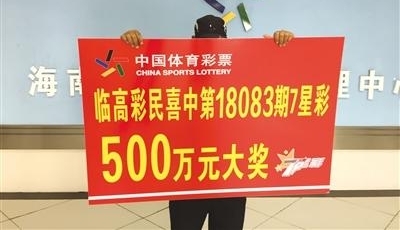 海南
理中心
中国体育彩票
CHINA SPORTS LOTTERY
临高彩民喜中第18083期7星彩
500万元大奖